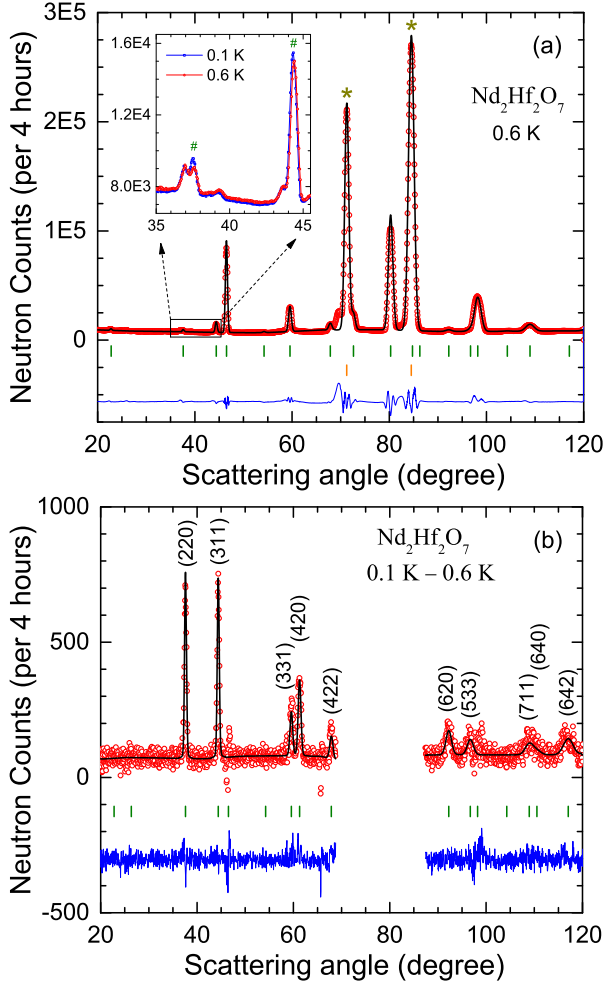 3E5
2E5
1E5
0
Neutron Counts (per 4 hours)
(a)
Nd2Hf2O7
0.6 K
*
*
1.6E4
1.2E4
8.0E3
0.1 K
0.6 K
#
#
35 40 45
20 40 60 80 100 120
Scattering angle (degree)
1000
500
0
-500
Neutron Counts (per 4 hours)
(b)
Nd2Hf2O7
0.1 K – 0.6 K
(220)
(311)
(331)
(420)
(422)
(620)
(533)
(711)
(640)
(642)
20 40 60 80 100 120
Scattering angle (degree)